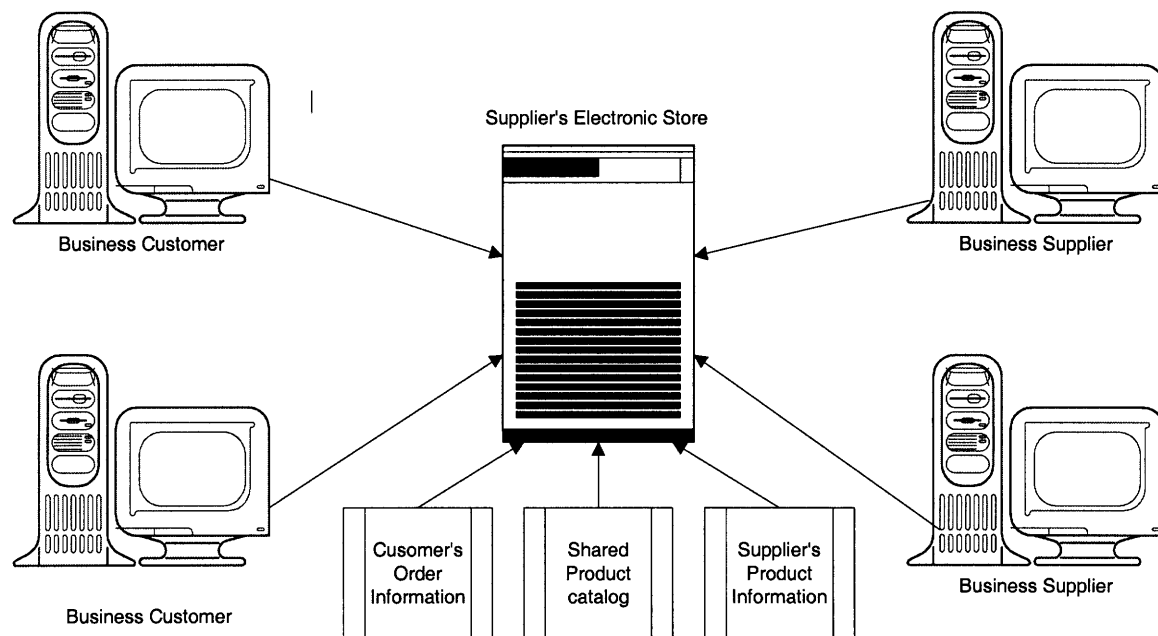 Supplier's Electronic Store
Business Customer
Business Supplier
Cusomer's
Order
Information
Shared
Product
catalog
Supplier's
Product
Information
Business Customer
Business Supplier